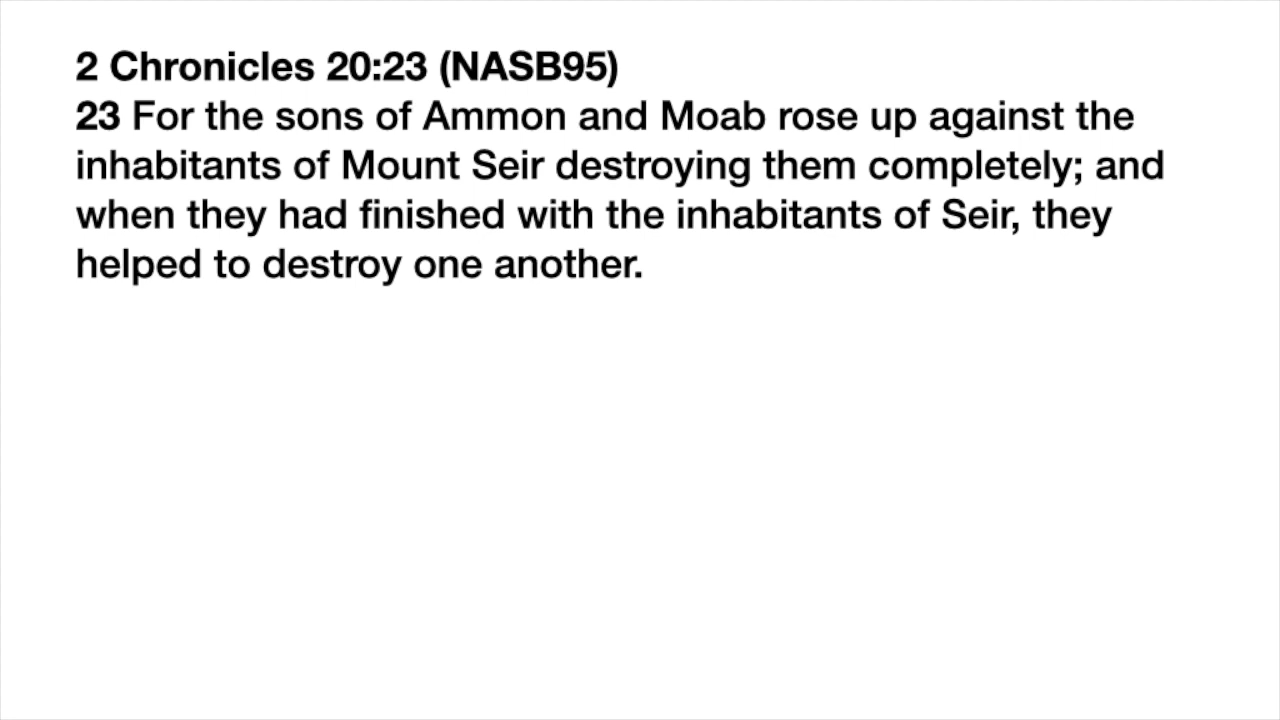 2 Chronicles 20:23 (NASB95)
23 For the sons of Ammon and Moab rose up against the
inhabitants of Mount Seir destroying them completely; and
when they had finished with the inhabitants of Seir, they
helped to destroy one another.